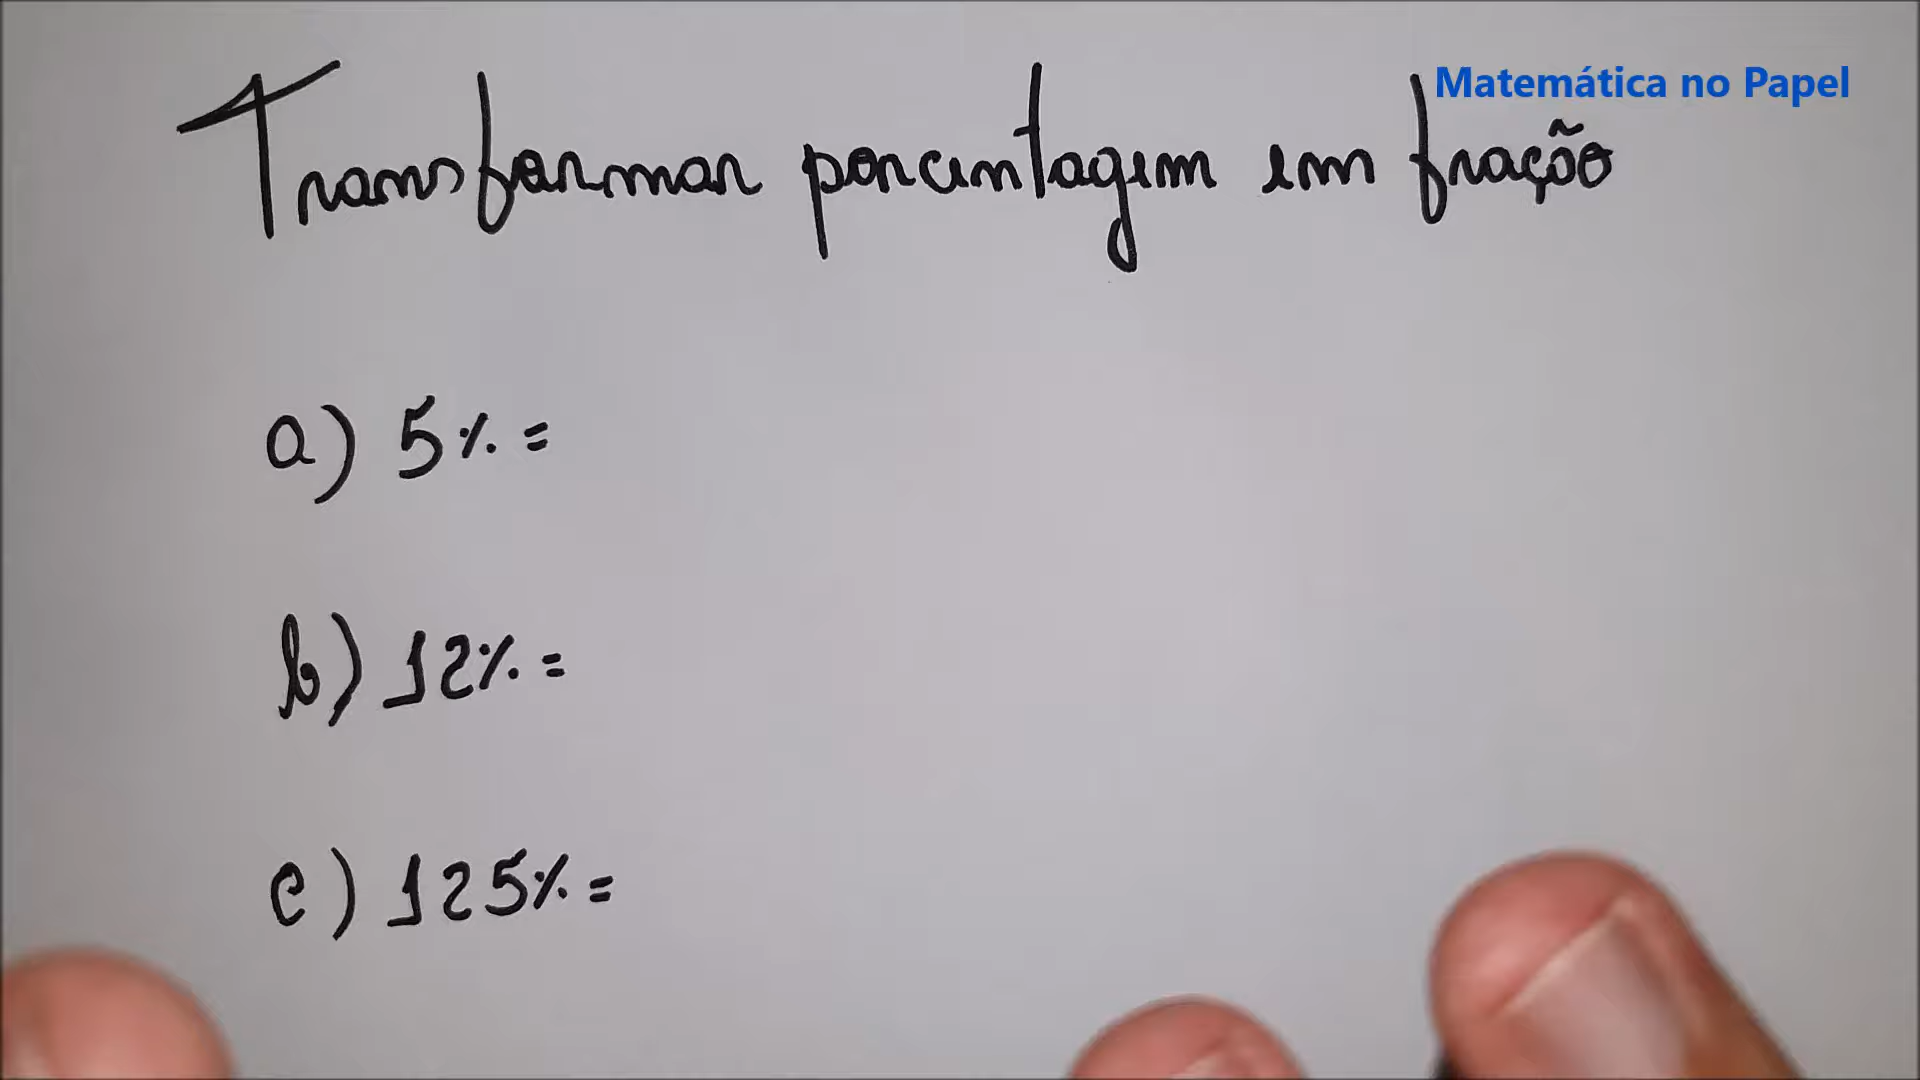 Matemática no Papel
Transformar porcentagem em fração
a) 5% =
b) 12% =
c) 125% =